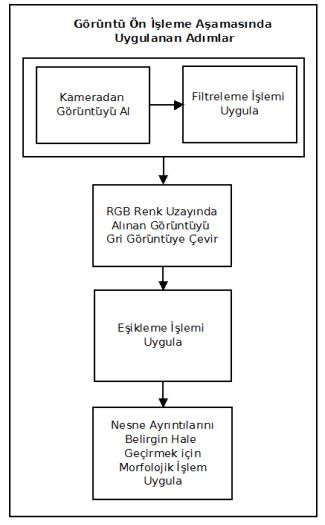 Görüntü Ön İşleme Aşamasında
Uygulanan Adımlar
Kameradan
Görüntüyü Al
Filtreleme İşlemi
Uygula
RGB Renk Uzayında
Alınan Görüntüyü
Gri Görüntüye Çevir
Eşikleme İşlemi
Uygula
Nesne Ayrıntılarını
Belirgin Hale
Geçirmek için
Morfolojik İşlem
Uygula